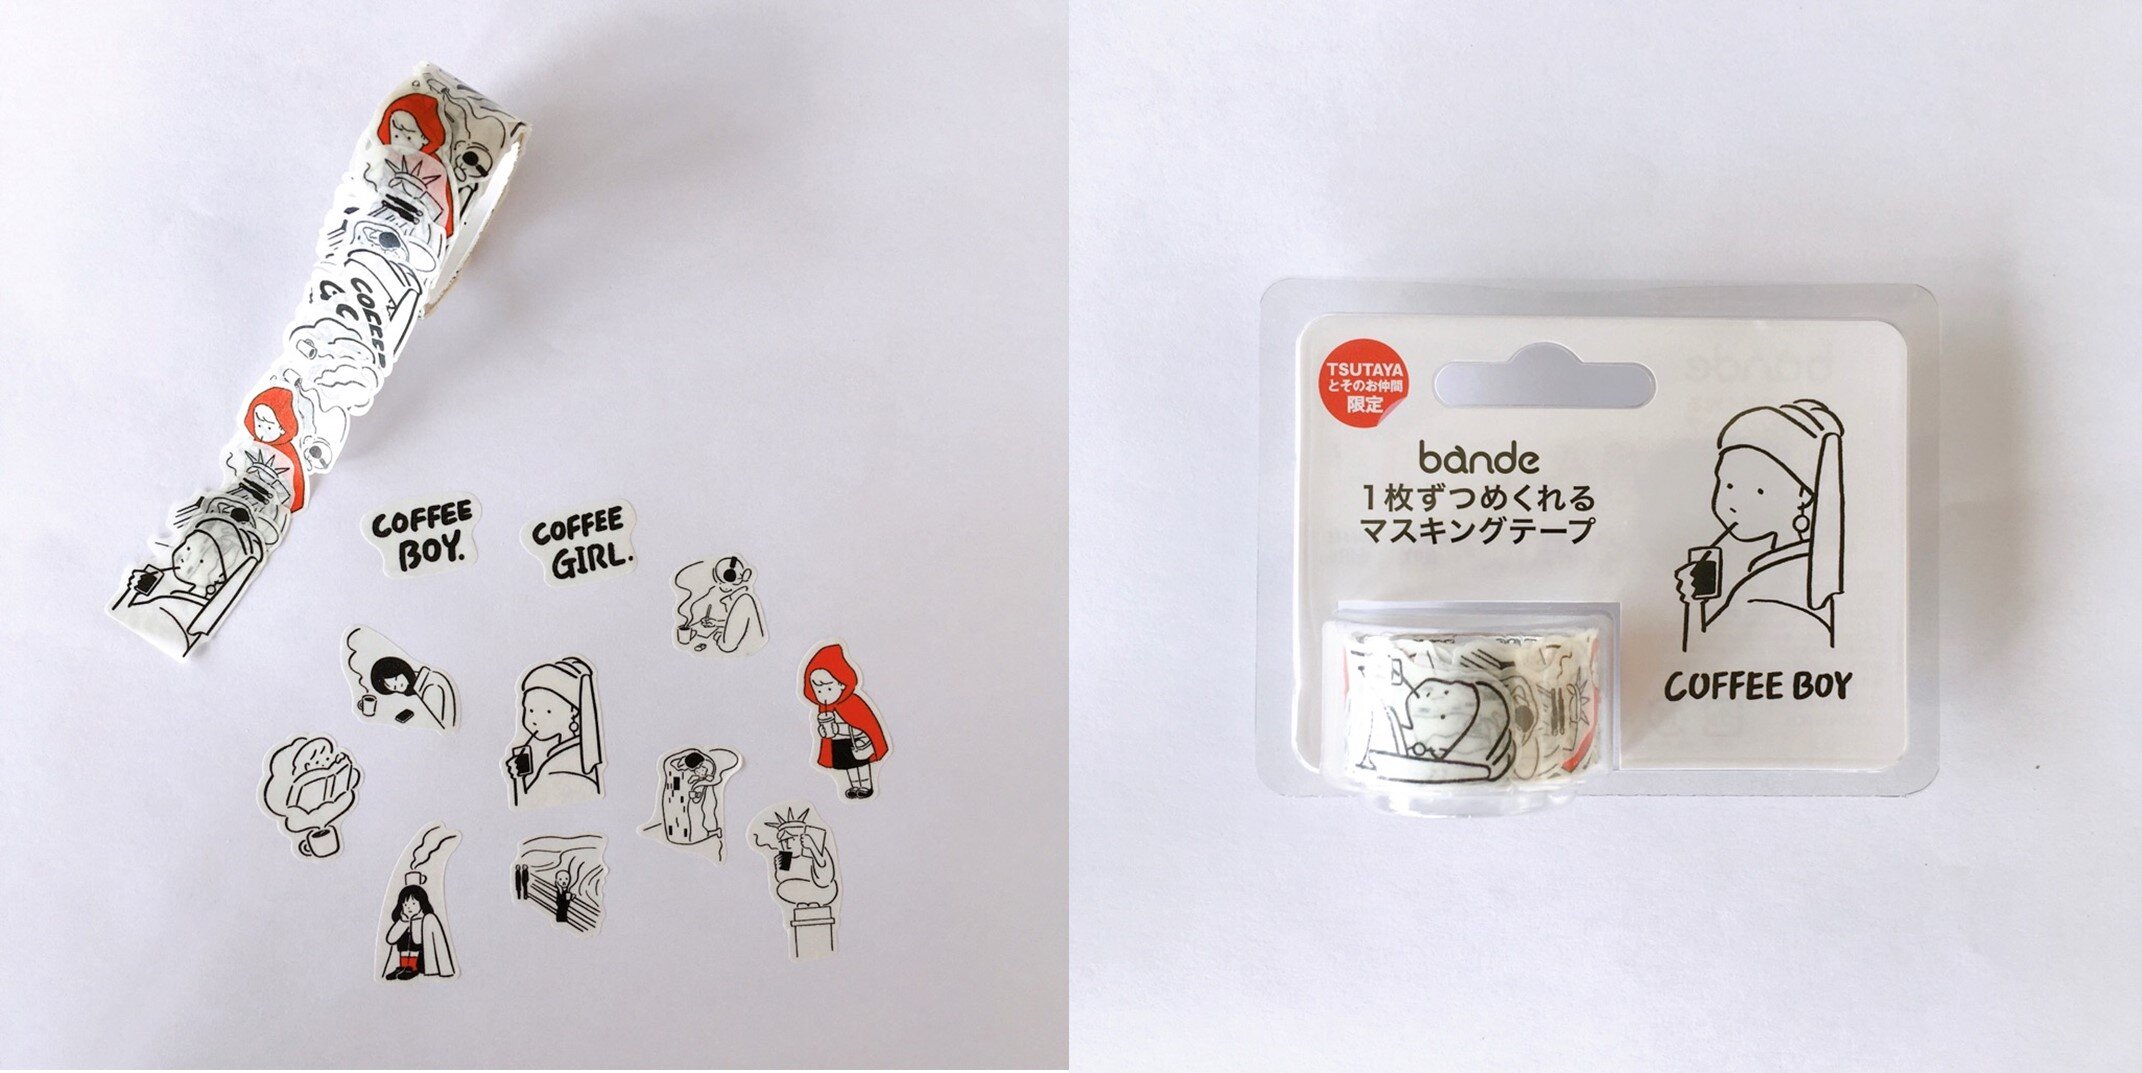 COFFEE
COFFEE
BOY.
COFFEE
GIRL.
TSUTAYA
とそのお仲間
限定
bande
1枚ずつめくれる
マスキングテープ
COFFEE BOY